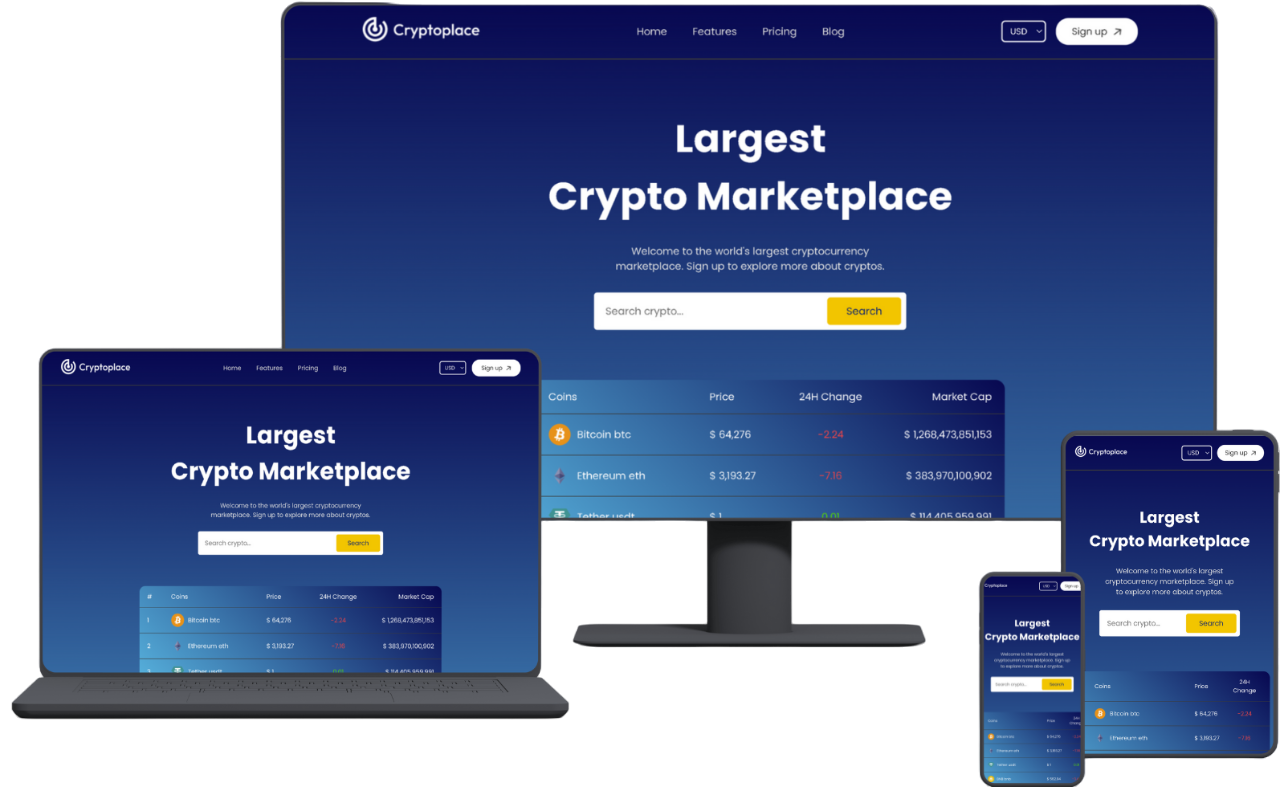 Cryptoplace
Home Features Pricing Blog
USD
Sign up
Largest
Crypto Marketplace
Welcome to the world's largest cryptocurrency
marketplace. Sign up to explore more about cryptos.
Search crypto... Search
Coins Price 24H Change Market Cap
Bitcoin btc $ 64,276 -2.24 $ 1,268,473,851,153
Ethereum eth $ 3,193.27 -7.16 $ 383,970,100,902
Tether usdt $ 1 0.01 $ 114,405,959,991
Cryptoplace
Home Features Pricing Blog
USD
Sign up
Largest
Crypto Marketplace
Welcome to the world's largest cryptocurrency
marketplace. Sign up to explore more about cryptos.
Search crypto... Search
# Coins Price 24H Change Market Cap
1 Bitcoin btc $ 64,276 -2.24 $ 1,268,473,851,153
2 Ethereum eth $ 3,193.27 -7.16 $ 383,970,100,902
Tether usdt $ 1 0.01 $ 114,405,959,991
Cryptoplace
USD
Sign up
Largest
Crypto Marketplace
Welcome to the world's largest
cryptocurrency marketplace. Sign up
to explore more about cryptos.
Search crypto... Search
Coins Price 24H
Change
Bitcoin btc $ 64,276 -2.24
Ethereum eth $ 3,193.27 -7.16
Cryptoplace
USD
Sign up
Largest
Crypto Marketplace
Welcome to the world's largest
cryptocurrency marketplace. Sign up
to explore more about cryptos.
Search crypto... Search
Coins Price 24H
Change
Bitcoin btc $ 64,276
Ethereum eth $ 3,193.27
Tether usdt $ 1